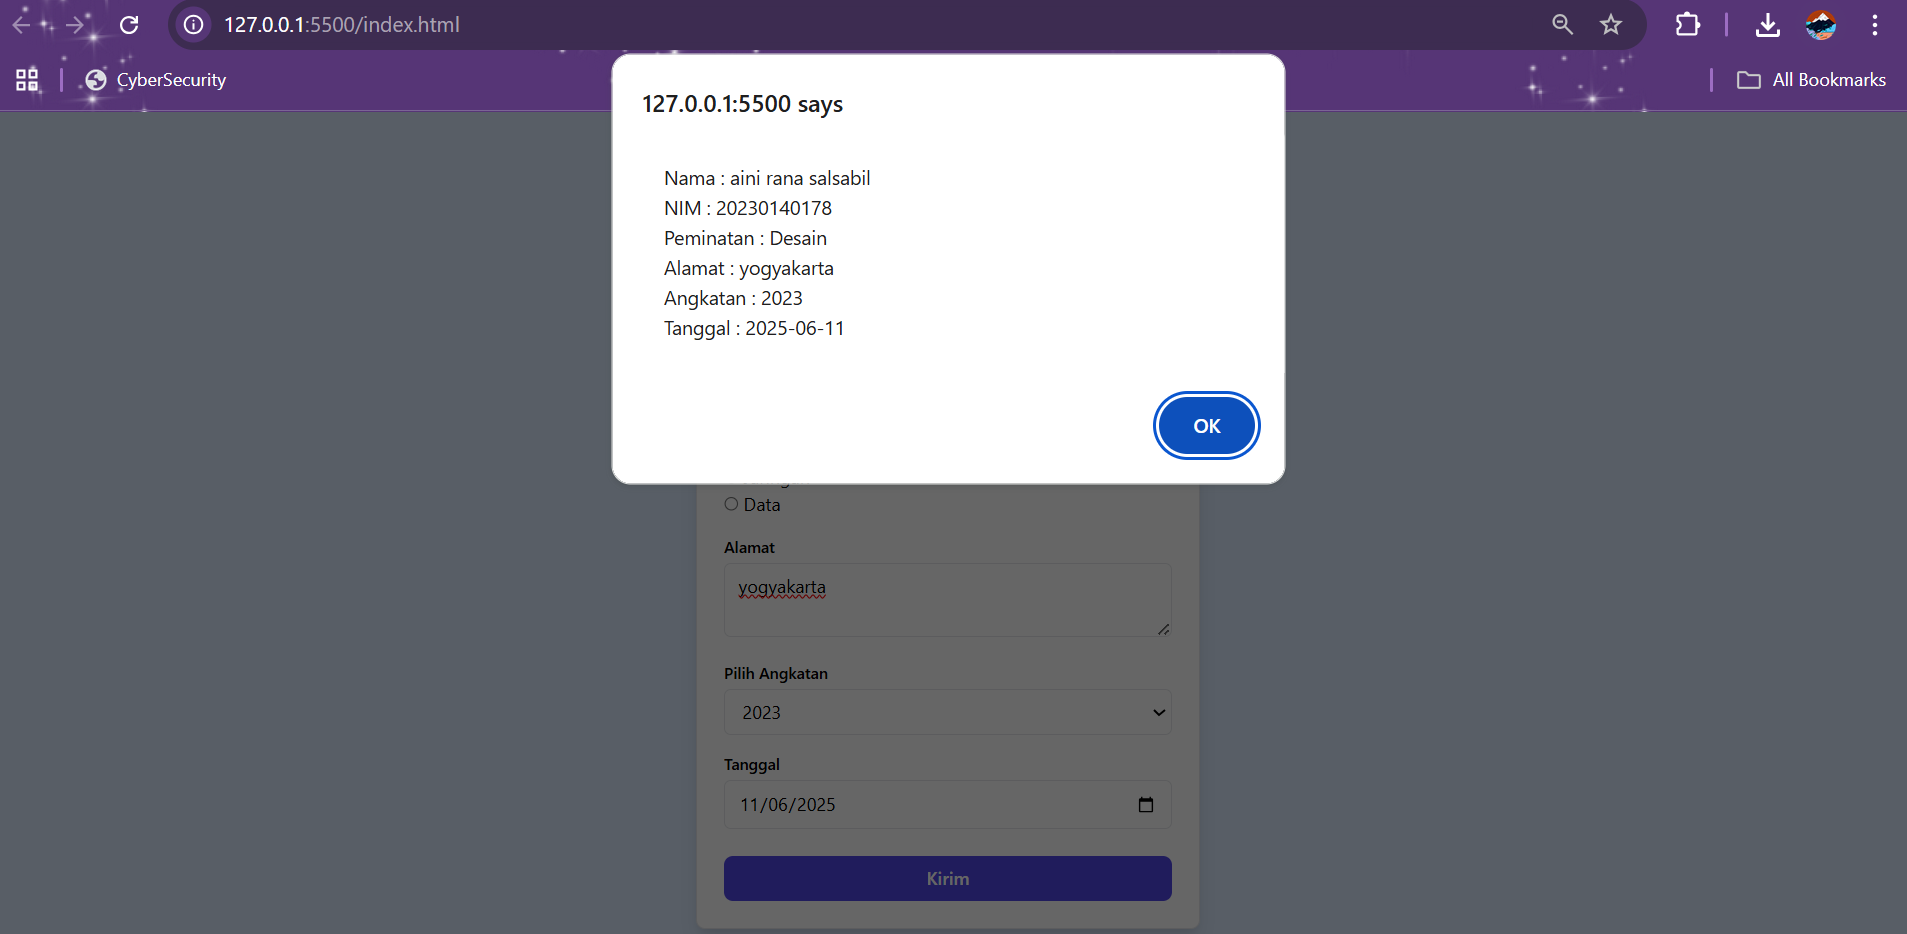 127.0.0.1:5500/index.html
CyberSecurity
All Bookmarks
127.0.0.1:5500 says
Nama : aini rana salsabil
NIM : 20230140178
Peminatan : Desain
Alamat : yogyakarta
Angkatan : 2023
Tanggal : 2025-06-11
OK
Data
Alamat
yogyakarta
Pilih Angkatan
2023
Tanggal
11/06/2025
Kirim